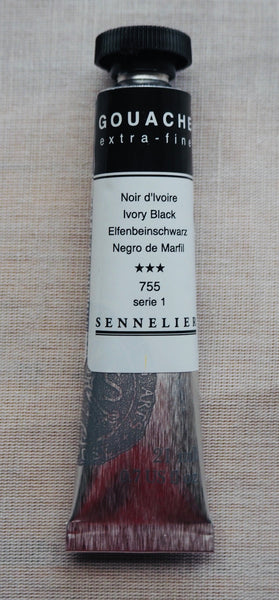 GOUACHE
extra-fine
Noir d'Ivoire
Ivory Black
Elfenbeinschwarz
Negro de Marfil
★★★
755
serie 1
SENNELIER